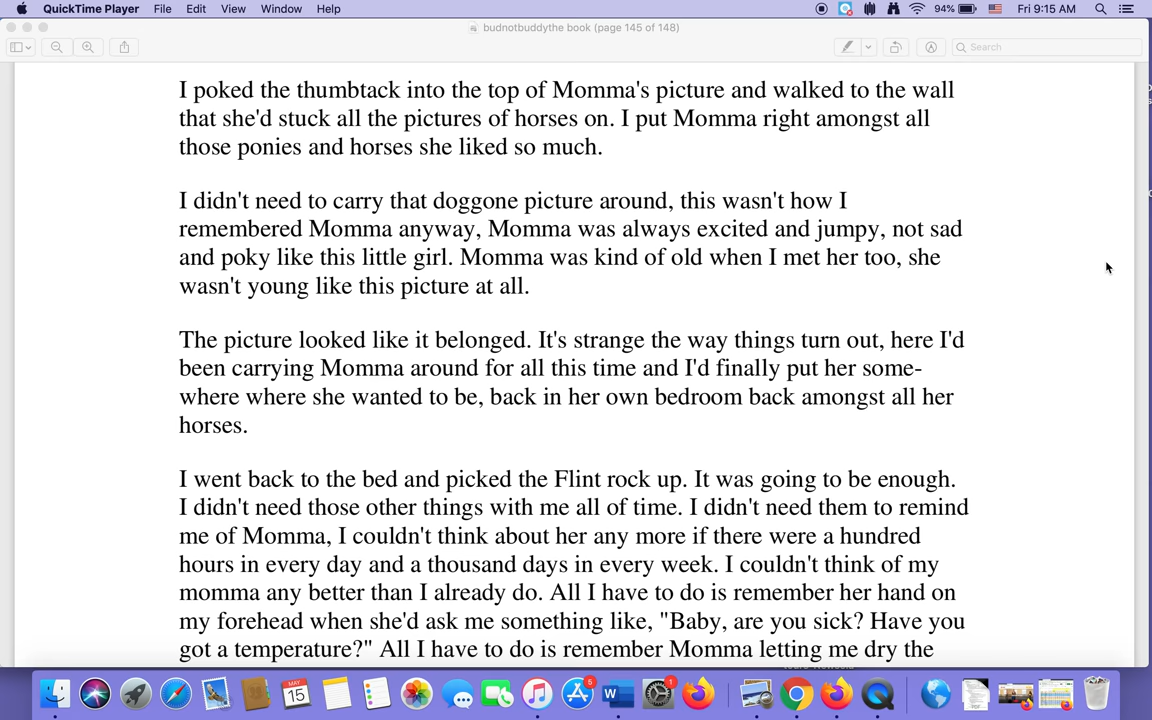 QuickTime Player File Edit View Window Help 94% Fri 9:15 AM
budnotbuddythe book (page 145 of 148)
Search
I poked the thumbtack into the top of Momma's picture and walked to the wall
that she'd stuck all the pictures of horses on. I put Momma right amongst all
those ponies and horses she liked so much.
I didn't need to carry that doggone picture around, this wasn't how I
remembered Momma anyway, Momma was always excited and jumpy, not sad
and poky like this little girl. Momma was kind of old when I met her too, she
wasn't young like this picture at all.
The picture looked like it belonged. It's strange the way things turn out, here I'd
been carrying Momma around for all this time and I'd finally put her some-
where where she wanted to be, back in her own bedroom back amongst all her
horses.
I went back to the bed and picked the Flint rock up. It was going to be enough.
I didn't need those other things with me all of time. I didn't need them to remind
me of Momma, I couldn't think about her any more if there were a hundred
hours in every day and a thousand days in every week. I couldn't think of my
momma any better than I already do. All I have to do is remember her hand on
my forehead when she'd ask me something like, "Baby, are you sick? Have you
got a temperature?" All I have to do is remember Momma letting me dry the
MAY
15
5
W
1